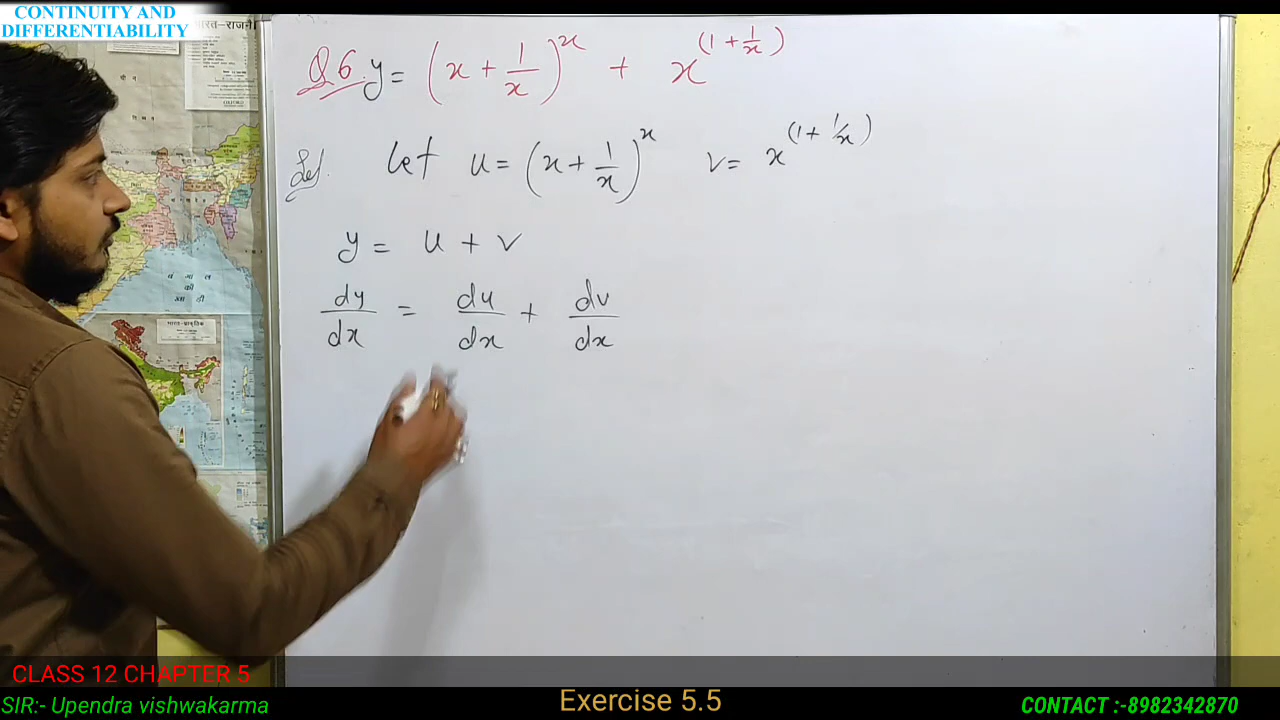 CONTINUITY AND
DIFFERENTIABILITY
Q6. y = (x + 1/x)^x + x^(1 + 1/x)
Sol. let u = (x + 1/x)^x v = x^(1 + 1/x)
y = u + v
dy/dx = du/dx + dv/dx
CLASS 12 CHAPTER 5
SIR:- Upendra vishwakarma
Exercise 5.5
CONTACT :-8982342870